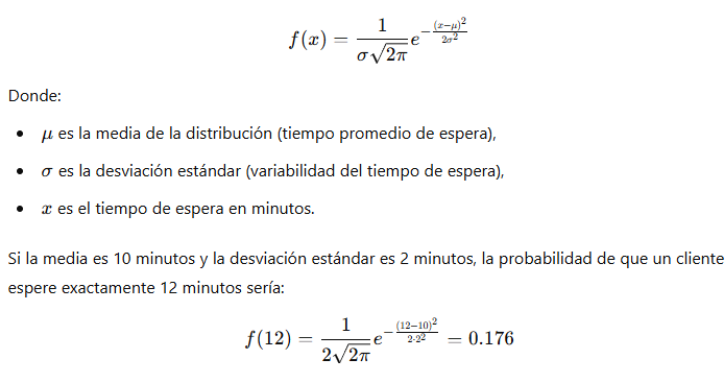 f(x) = \frac{1}{\sigma\sqrt{2\pi}} e^{-\frac{(x-\mu)^2}{2\sigma^2}}
Donde:
• μ es la media de la distribución (tiempo promedio de espera),
• σ es la desviación estándar (variabilidad del tiempo de espera),
• x es el tiempo de espera en minutos.
Si la media es 10 minutos y la desviación estándar es 2 minutos, la probabilidad de que un cliente
espere exactamente 12 minutos sería:
f(12) = \frac{1}{2\sqrt{2\pi}} e^{-\frac{(12-10)^2}{2 \cdot 2^2}} = 0.176